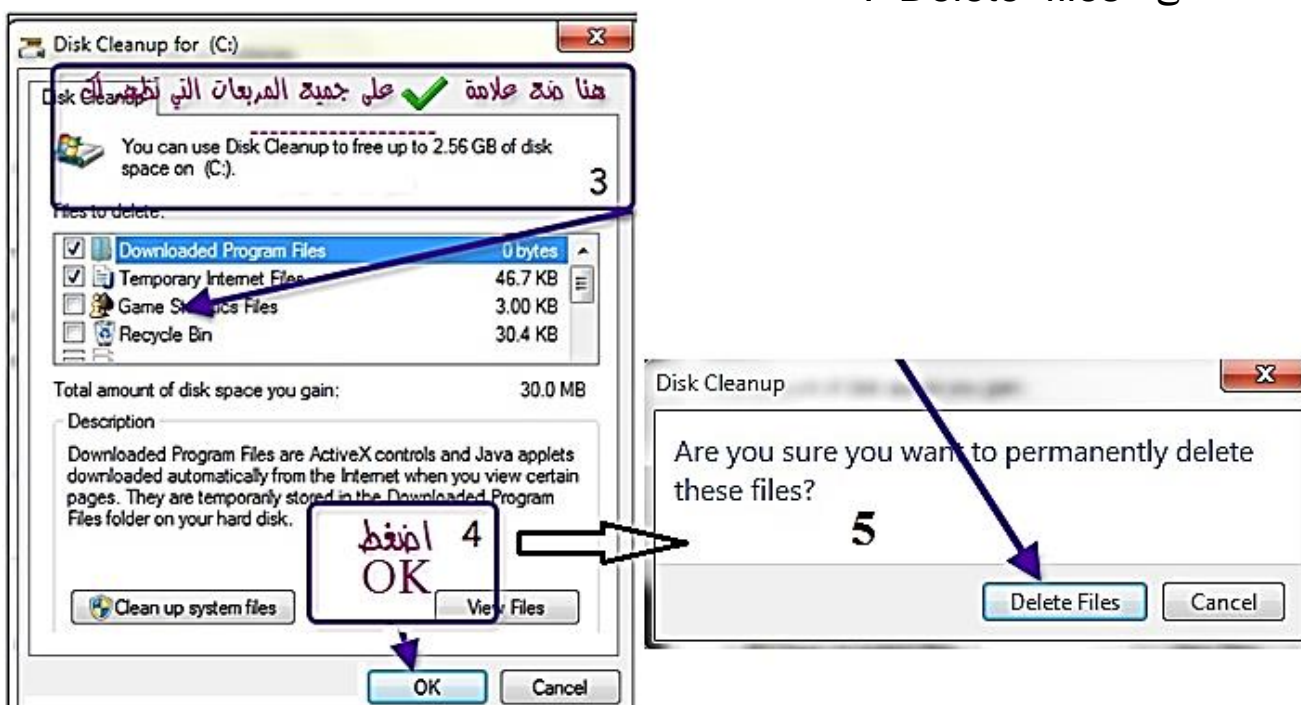 Delete files
Disk Cleanup for (C:)
هنا ضع علامة على جميع المربعات التي تظهر لك
Disk Cleanup
You can use Disk Cleanup to free up to 2.56 GB of disk
space on (C:).
3
Files to delete:
Downloaded Program Files 0 bytes
Temporary Internet Files 46.7 KB
Game Statistics Files 3.00 KB
Recycle Bin 30.4 KB
Total amount of disk space you gain: 30.0 MB
Description
Downloaded Program Files are ActiveX controls and Java applets
downloaded automatically from the Internet when you view certain
pages. They are temporarily stored in the Downloaded Program
Files folder on your hard disk.
اضغط 4
OK
Clean up system files View Files
OK Cancel
Disk Cleanup
Are you sure you want to permanently delete
these files?
5
Delete Files Cancel